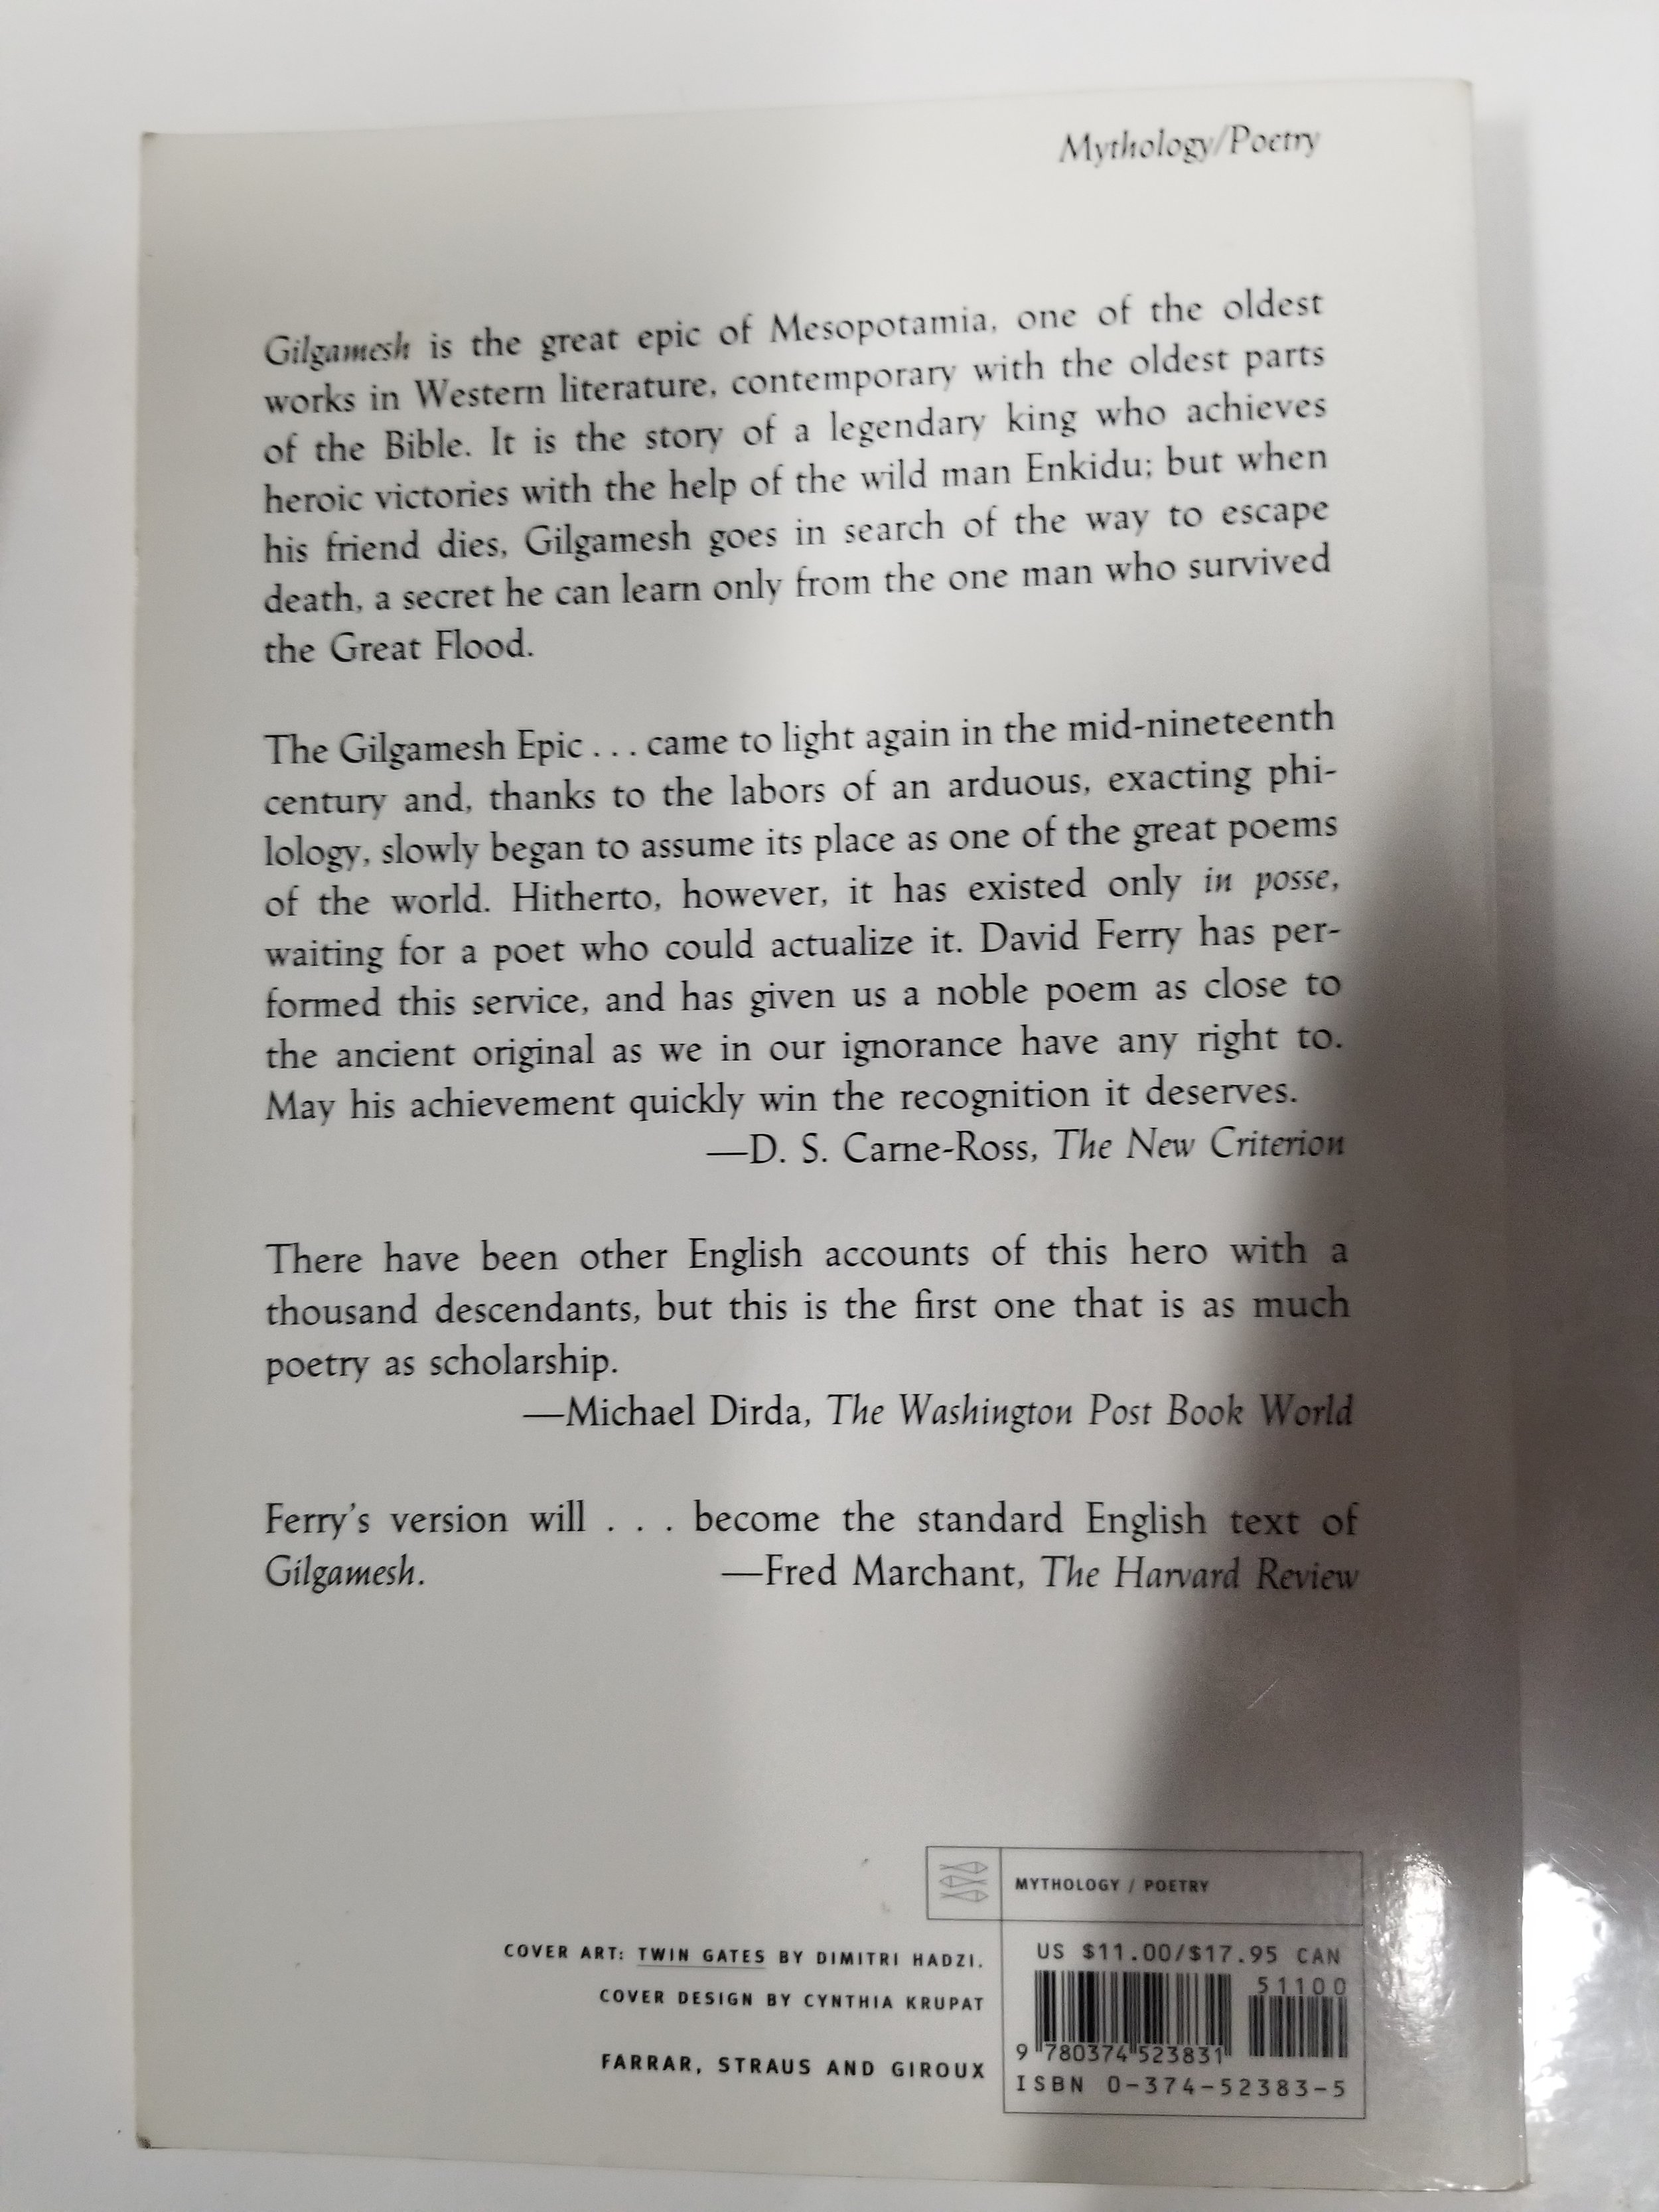 Mythology/Poetry
Gilgamesh is the great epic of Mesopotamia, one of the oldest
works in Western literature, contemporary with the oldest parts
of the Bible. It is the story of a legendary king who achieves
heroic victories with the help of the wild man Enkidu; but when
his friend dies, Gilgamesh goes in search of the way to escape
death, a secret he can learn only from the one man who survived
the Great Flood.
The Gilgamesh Epic . . . came to light again in the mid-nineteenth
century and, thanks to the labors of an arduous, exacting phi-
lology, slowly began to assume its place as one of the great poems
of the world. Hitherto, however, it has existed only in posse,
waiting for a poet who could actualize it. David Ferry has per-
formed this service, and has given us a noble poem as close to
the ancient original as we in our ignorance have any right to.
May his achievement quickly win the recognition it deserves.
—D. S. Carne-Ross, The New Criterion
There have been other English accounts of this hero with a
thousand descendants, but this is the first one that is as much
poetry as scholarship.
—Michael Dirda, The Washington Post Book World
Ferry's version will . . . become the standard English text of
Gilgamesh. —Fred Marchant, The Harvard Review
MYTHOLOGY / POETRY
COVER ART: TWIN GATES BY DIMITRI HADZI.
COVER DESIGN BY CYNTHIA KRUPAT
FARRAR, STRAUS AND GIROUX
US $11.00/$17.95 CAN
51100
9 780374 523831
ISBN 0-374-52383-5